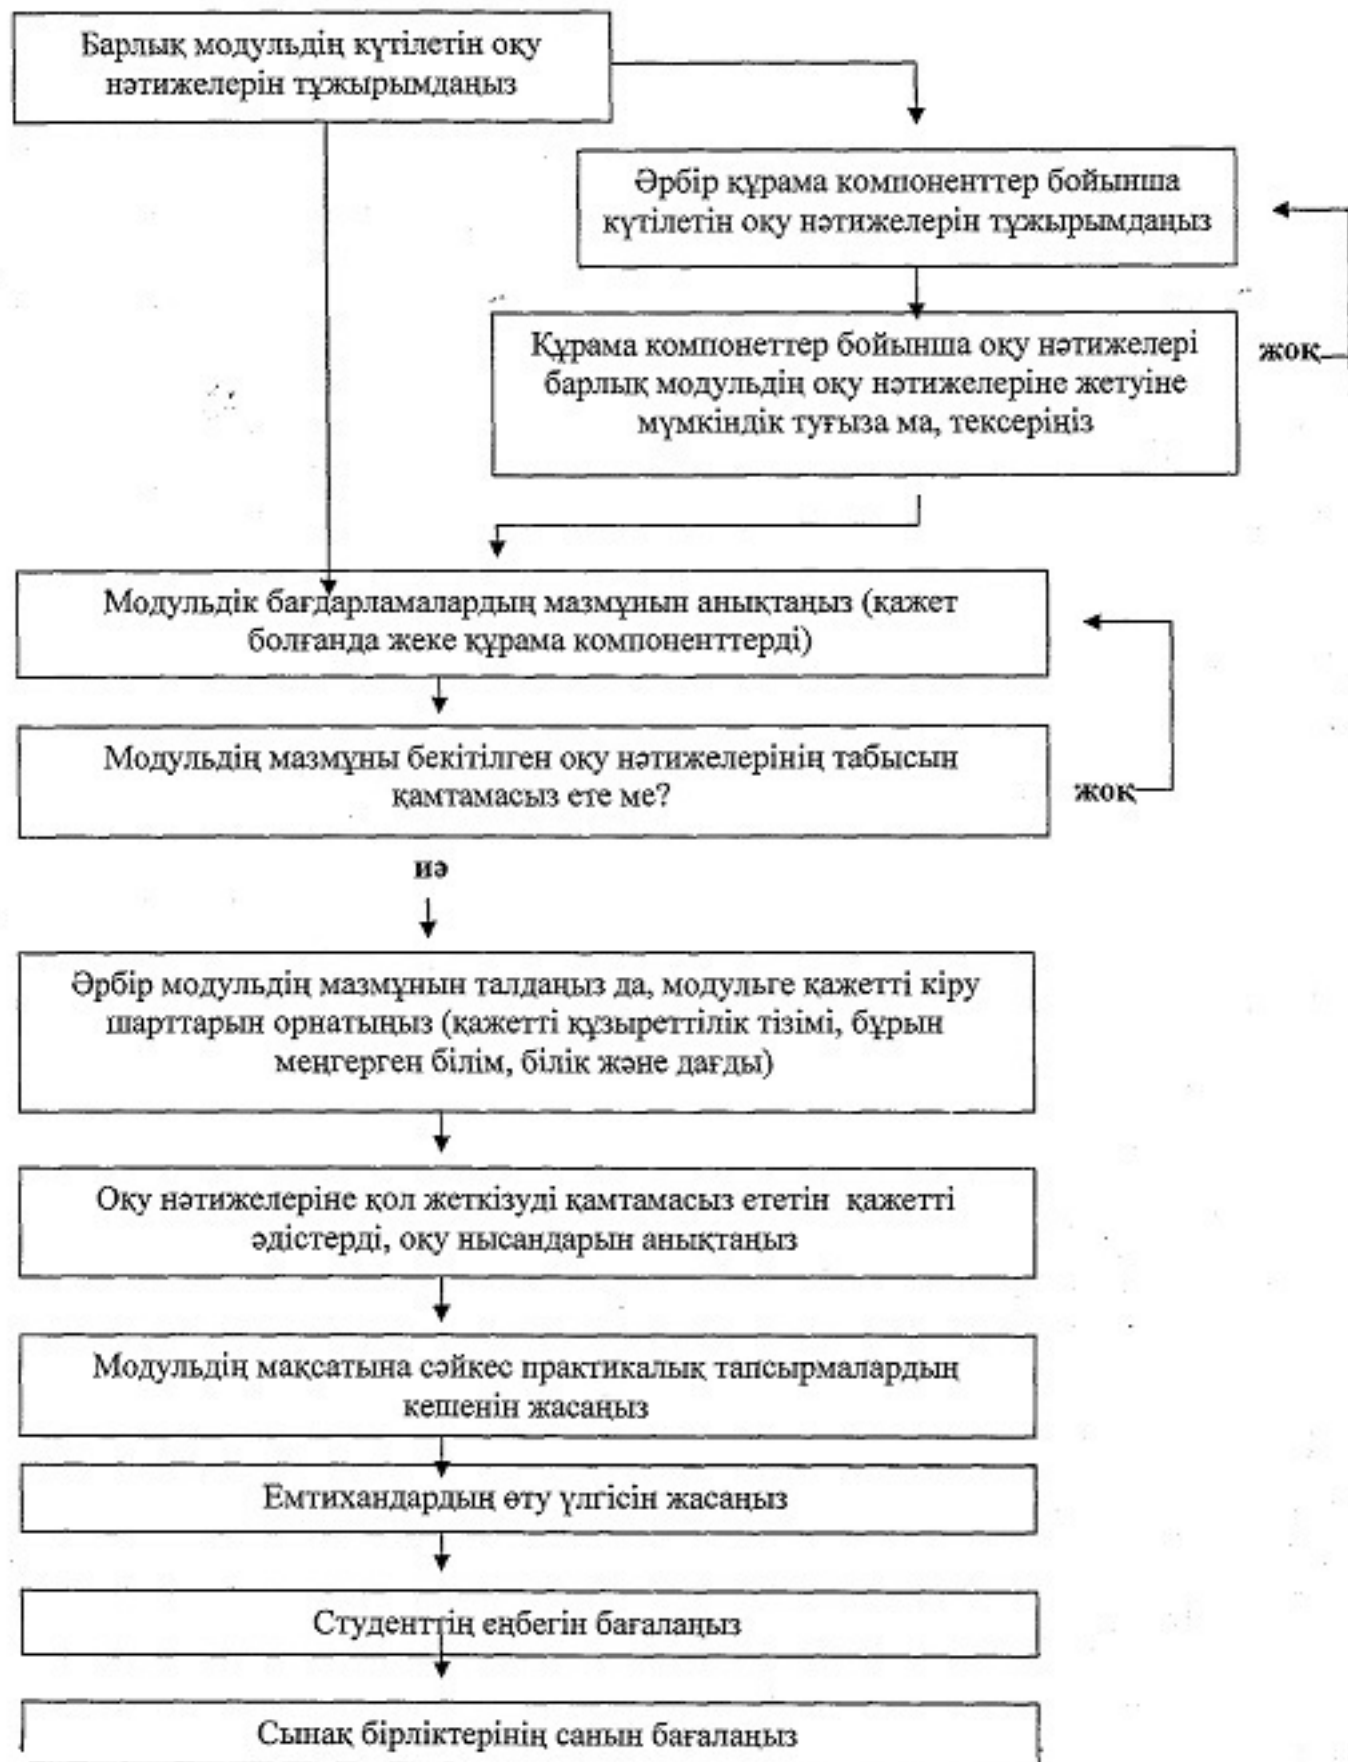 Барлық модульдің күтілетін оқу
нәтижелерін тұжырымдаңыз
Әрбір құрама компоненттер бойынша
күтілетін оқу нәтижелерін тұжырымдаңыз
Құрама компонеттер бойынша оқу нәтижелері
барлық модульдің оқу нәтижелеріне жетуіне
мүмкіндік туғыза ма, тексеріңіз
жоқ
Модульдік бағдарламалардың мазмұнын анықтаңыз (қажет
болғанда жеке құрама компоненттерді)
Модульдің мазмұны бекітілген оқу нәтижелерінің табысын
қамтамасыз ете ме?
жоқ
иә
Әрбір модульдің мазмұнын талдаңыз да, модульге қажетті кіру
шарттарын орнатыңыз (қажетті құзыреттілік тізімі, бұрын
меңгерген білім, білік және дағды)
Оқу нәтижелеріне қол жеткізуді қамтамасыз ететін қажетті
әдістерді, оқу нысандарын анықтаңыз
Модульдің мақсатына сәйкес практикалық тапсырмалардың
кешенін жасаңыз
Емтихандардың өту үлгісін жасаңыз
Студенттің еңбегін бағалаңыз
Сынақ бірліктерінің санын бағалаңыз